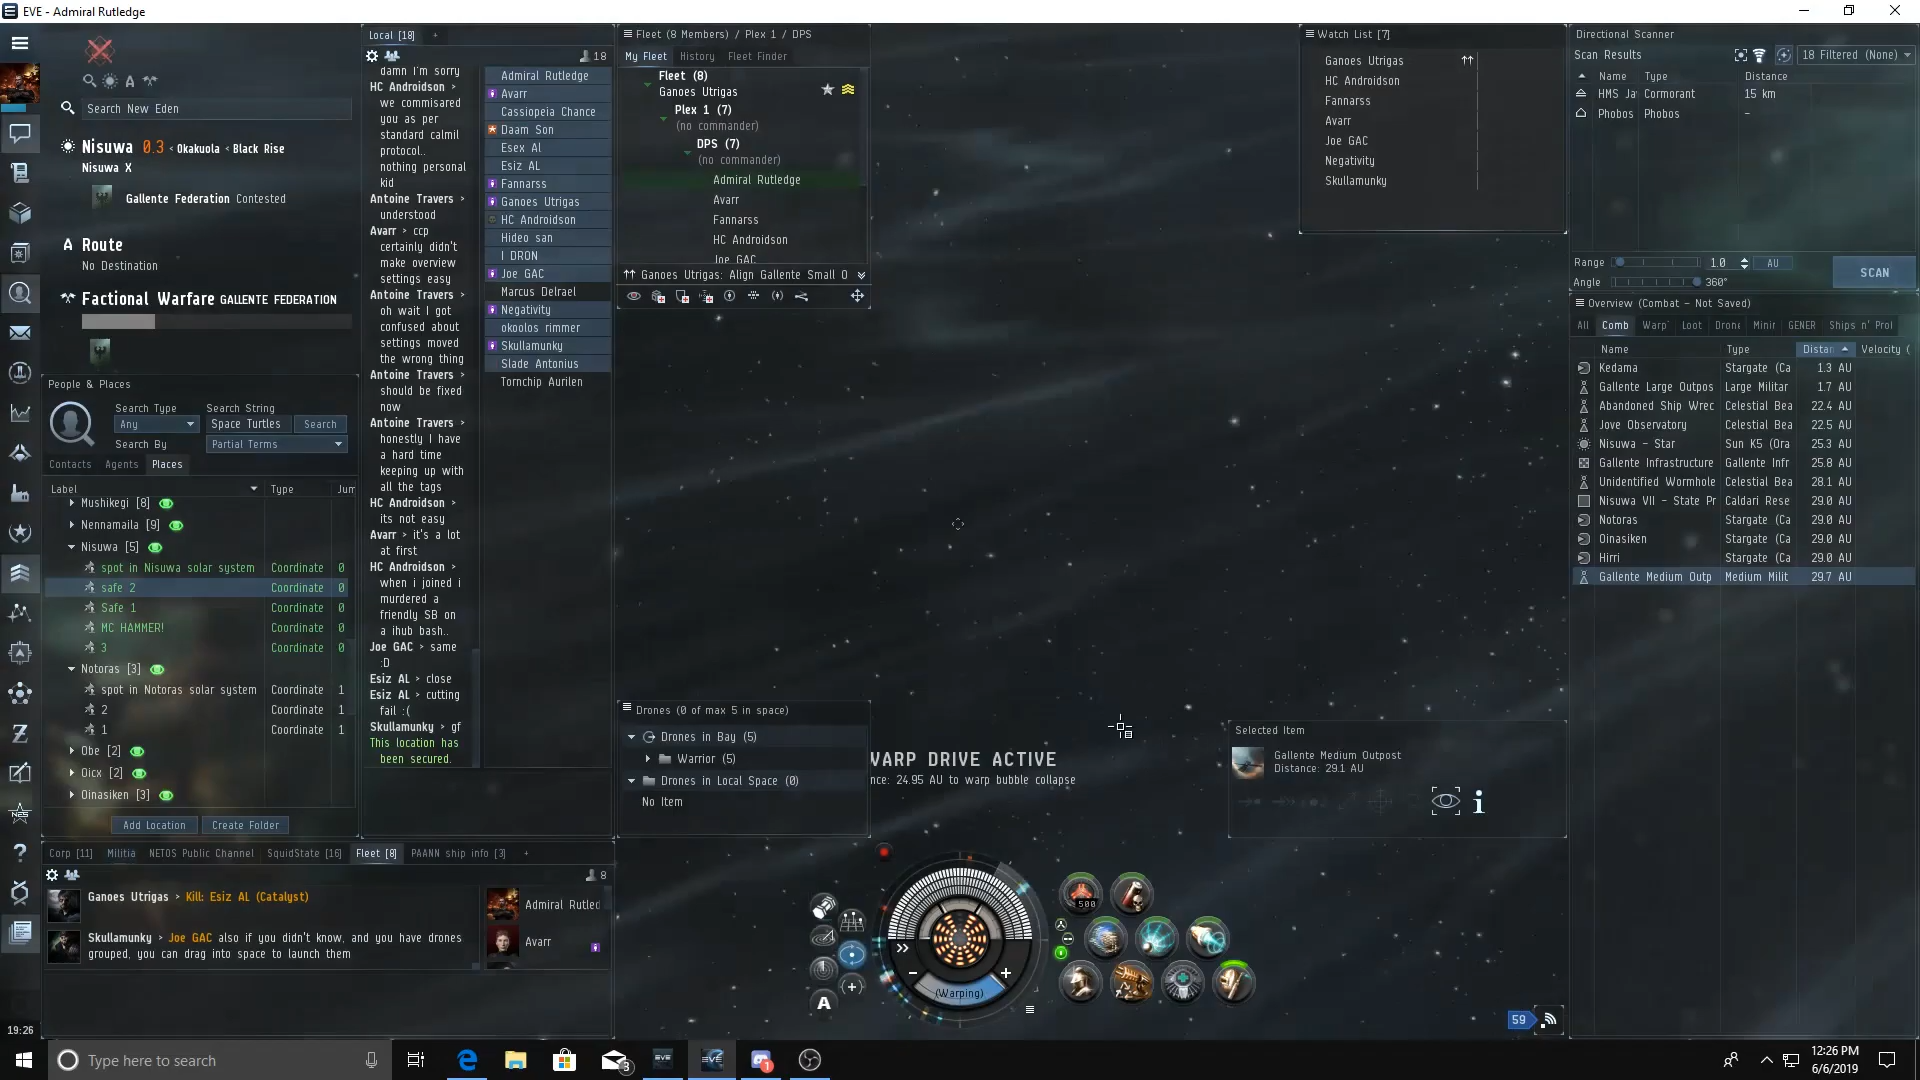 EVE - Admiral Rutledge
Search New Eden
Nisuwa 0.3 < Okakuola < Black Rise
Nisuwa X
Gallente Federation Contested
A Route
No Destination
Factional Warfare GALLENTE FEDERATION
People & Places
Search Type
Search String
Any
Space Turtles
Search
Search By
Partial Terms
Contacts
Agents
Places
Label
Type
Jum
Mushikegi [8]
Nennamaila [9]
Nisuwa [5]
spot in Nisuwa solar system Coordinate 0
safe 2 Coordinate 0
Safe 1 Coordinate 0
MC HAMMER! Coordinate 0
3 Coordinate 0
Notoras [3]
spot in Notoras solar system Coordinate 1
2 Coordinate 1
1 Coordinate 1
Obe [2]
Oicx [2]
Oinasiken [3]
Add Location
Create Folder
Local [18]
18
damn I'm sorry
HC Androidson >
we commisared
you as per
standard calmil
protocol..
nothing personal
kid
Antoine Travers >
understood
Avarr > ccp
certainly didn't
make overview
settings easy
Antoine Travers >
oh wait I got
confused about
settings moved
the wrong thing
Antoine Travers >
should be fixed
now
Antoine Travers >
honestly I have
a hard time
keeping up with
all the tags
HC Androidson >
its not easy
Avarr > it's a lot
at first
HC Androidson >
when i joined i
murdered a
friendly SB on
a ihub bash..
Joe GAC > same
:D
Esiz AL > close
Esiz AL > cutting
fail :(
Skullamunky > gf
This location has
been secured.
Admiral Rutledge
Avarr
Cassiopeia Chance
Daam Son
Esex Al
Esiz AL
Fannarss
Ganoes Utrigas
HC Androidson
Hideo san
I DRON
Joe GAC
Marcus Delrael
Negativity
okoolos rimmer
Skullamunky
Slade Antonius
Tornchip Aurilen
Fleet (8 Members) / Plex 1 / DPS
My Fleet
History
Fleet Finder
Fleet (8)
Ganoes Utrigas
Plex 1 (7)
(no commander)
DPS (7)
(no commander)
Admiral Rutledge
Avarr
Fannarss
HC Androidson
Joe GAC
Ganoes Utrigas: Align Gallente Small O
Watch List [7]
Ganoes Utrigas
HC Androidson
Fannarss
Avarr
Joe GAC
Negativity
Skullamunky
Directional Scanner
Scan Results
18 Filtered (None)
Name Type Distance
HMS Ja Cormorant 15 km
Phobos Phobos -
Range 1.0 AU
Angle 360°
SCAN
Overview (Combat - Not Saved)
All Comb Warp Loot Drone Minir GENER Ships n' Pro
Name Type Distan Velocity (
Kedama Stargate (Ca 1.3 AU
Gallente Large Outpos Large Militar 1.7 AU
Abandoned Ship Wrec Celestial Bea 22.4 AU
Jove Observatory Celestial Bea 22.5 AU
Nisuwa - Star Sun K5 (Ora 25.3 AU
Gallente Infrastructure Gallente Infr 25.8 AU
Unidentified Wormhole Celestial Bea 28.1 AU
Nisuwa VII - State Pr Caldari Rese 29.0 AU
Notoras Stargate (Ca 29.0 AU
Oinasiken Stargate (Ca 29.0 AU
Hirri Stargate (Ca 29.0 AU
Gallente Medium Outp Medium Milit 29.7 AU
Drones (0 of max 5 in space)
Drones in Bay (5)
Warrior (5)
Drones in Local Space (0)
No Item
WARP DRIVE ACTIVE
nce: 24.95 AU to warp bubble collapse
Selected Item
Gallente Medium Outpost
Distance: 29.1 AU
Corp [11]
Militia
NETOS Public Channel
SquidState [16]
Fleet [8]
PAANN ship info [3]
8
Ganoes Utrigas > Kill: Esiz AL (Catalyst)
Skullamunky > Joe GAC also if you didn't know, and you have drones
grouped, you can drag into space to launch them
Admiral Rutled
Avarr
(Warping)
A
500
59
19:26
Type here to search
12:26 PM
6/6/2019